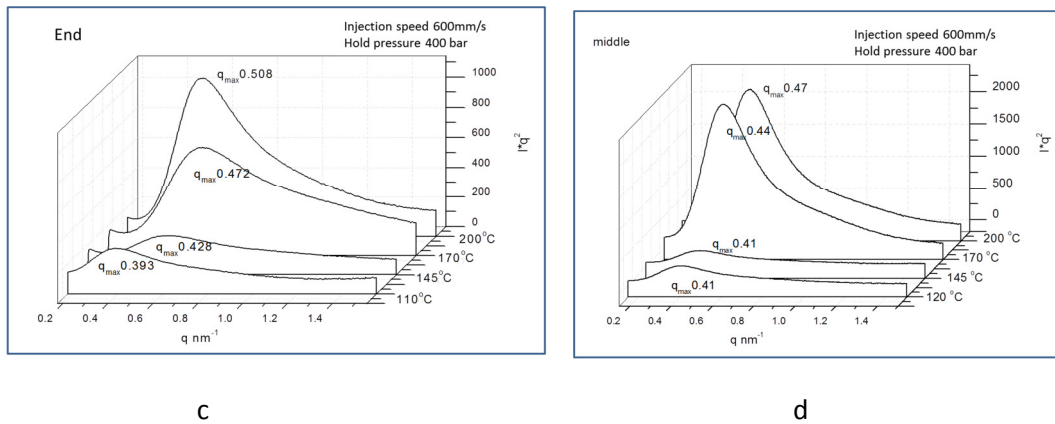 End
Injection speed 600mm/s
Hold pressure 400 bar
qmax0.508
qmax0.472
qmax0.428
qmax0.393
1000
800
600
400
200
0
I*q²
200°C
170°C
145°C
110°C
0.2 0.4 0.6 0.8 1.0 1.2 1.4
q nm⁻¹
c
middle
Injection speed 600mm/s
Hold pressure 400 bar
qmax0.47
qmax0.44
qmax0.41
qmax0.41
2000
1500
1000
500
0
I*q²
200°C
170°C
145°C
120°C
0.2 0.4 0.6 0.8 1.0 1.2 1.4
q nm⁻¹
d